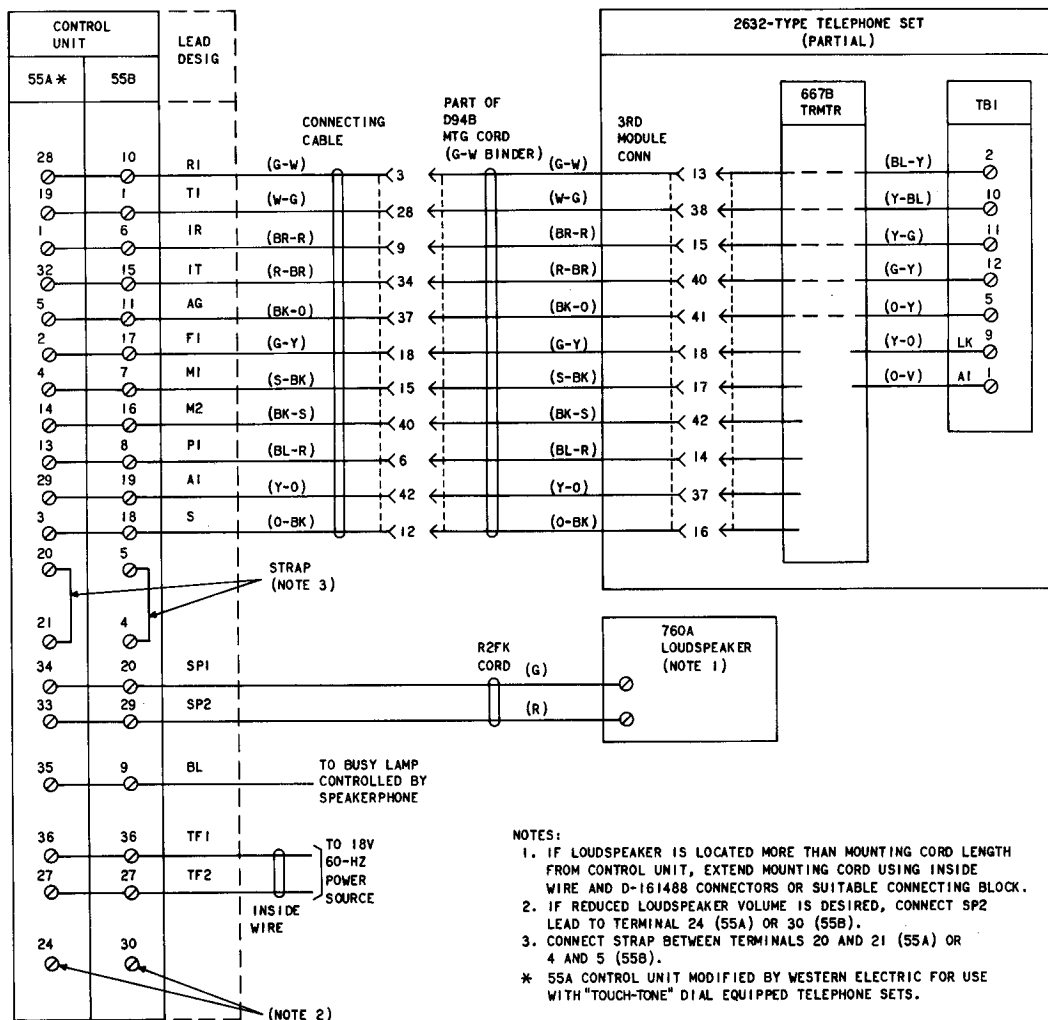 CONTROL
UNIT
LEAD
DESIG
55A*
55B
CONNECTING
CABLE
PART OF
D94B
MTG CORD
(G-W BINDER)
2632-TYPE TELEPHONE SET
(PARTIAL)
3RD
MODULE
CONN
667B
TRMTR
TB1
28 10 R1 (G-W) 3 (G-W) 13 (BL-Y) 2
19 1 T1 (W-G) 28 (W-G) 38 (Y-BL) 10
1 6 1R (BR-R) 9 (BR-R) 15 (Y-G) 11
32 15 1T (R-BR) 34 (R-BR) 40 (G-Y) 12
5 11 AG (BK-O) 37 (BK-O) 41 (O-Y) 5
2 17 F1 (G-Y) 18 (G-Y) 18 (Y-O) LK 9
4 7 M1 (S-BK) 15 (S-BK) 17 (O-V) A1 1
14 16 M2 (BK-S) 40 (BK-S) 42
13 8 P1 (BL-R) 6 (BL-R) 14
29 19 A1 (Y-O) 42 (Y-O) 37
3 18 S (O-BK) 12 (O-BK) 16
20 5
STRAP
(NOTE 3)
21 4
34 20 SP1
R2FK
CORD
(G)
760A
LOUDSPEAKER
(NOTE 1)
33 29 SP2 (R)
35 9 BL
TO BUSY LAMP
CONTROLLED BY
SPEAKERPHONE
36 36 TF1
27 27 TF2
TO 18V
60-HZ
POWER
SOURCE
INSIDE
WIRE
24 30
(NOTE 2)
NOTES:
1. IF LOUDSPEAKER IS LOCATED MORE THAN MOUNTING CORD LENGTH
FROM CONTROL UNIT, EXTEND MOUNTING CORD USING INSIDE
WIRE AND D-161488 CONNECTORS OR SUITABLE CONNECTING BLOCK.
2. IF REDUCED LOUDSPEAKER VOLUME IS DESIRED, CONNECT SP2
LEAD TO TERMINAL 24 (55A) OR 30 (55B).
3. CONNECT STRAP BETWEEN TERMINALS 20 AND 21 (55A) OR
4 AND 5 (55B).
* 55A CONTROL UNIT MODIFIED BY WESTERN ELECTRIC FOR USE
WITH "TOUCH-TONE" DIAL EQUIPPED TELEPHONE SETS.